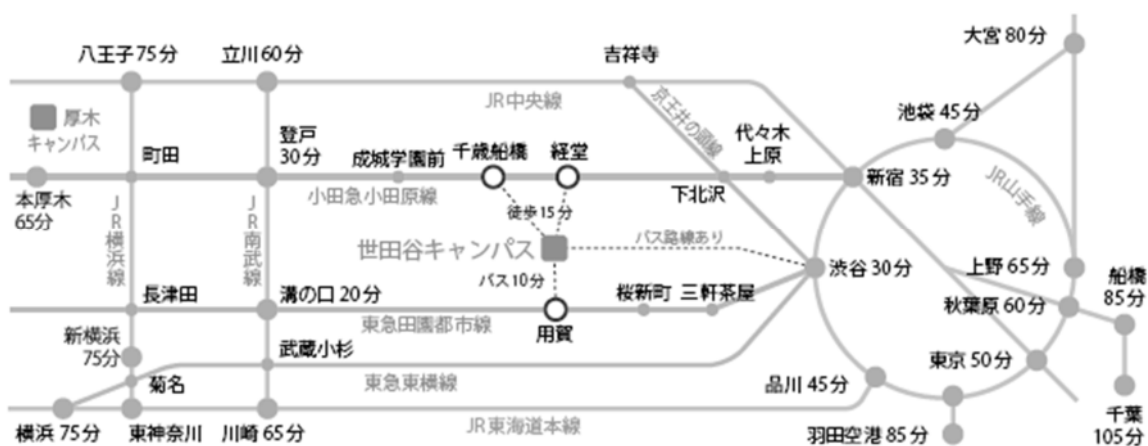 大宮 80分
八王子 75分
立川 60分
吉祥寺
JR中央線
京王井の頭線
池袋 45分
厚木
キャンパス
町田
登戸
30分
成城学園前
千歳船橋
経堂
代々木
上原
本厚木
65分
小田急小田原線
下北沢
新宿 35分
JR山手線
JR横浜線
JR南武線
徒歩15分
世田谷キャンパス
バス路線あり
渋谷 30分
上野 65分
船橋
85分
バス10分
長津田
溝の口 20分
桜新町
三軒茶屋
秋葉原 60分
東急田園都市線
用賀
新横浜
75分
武蔵小杉
東京 50分
菊名
東急東横線
品川 45分
横浜 75分
東神奈川
川崎 65分
JR東海道本線
羽田空港 85分
千葉
105分